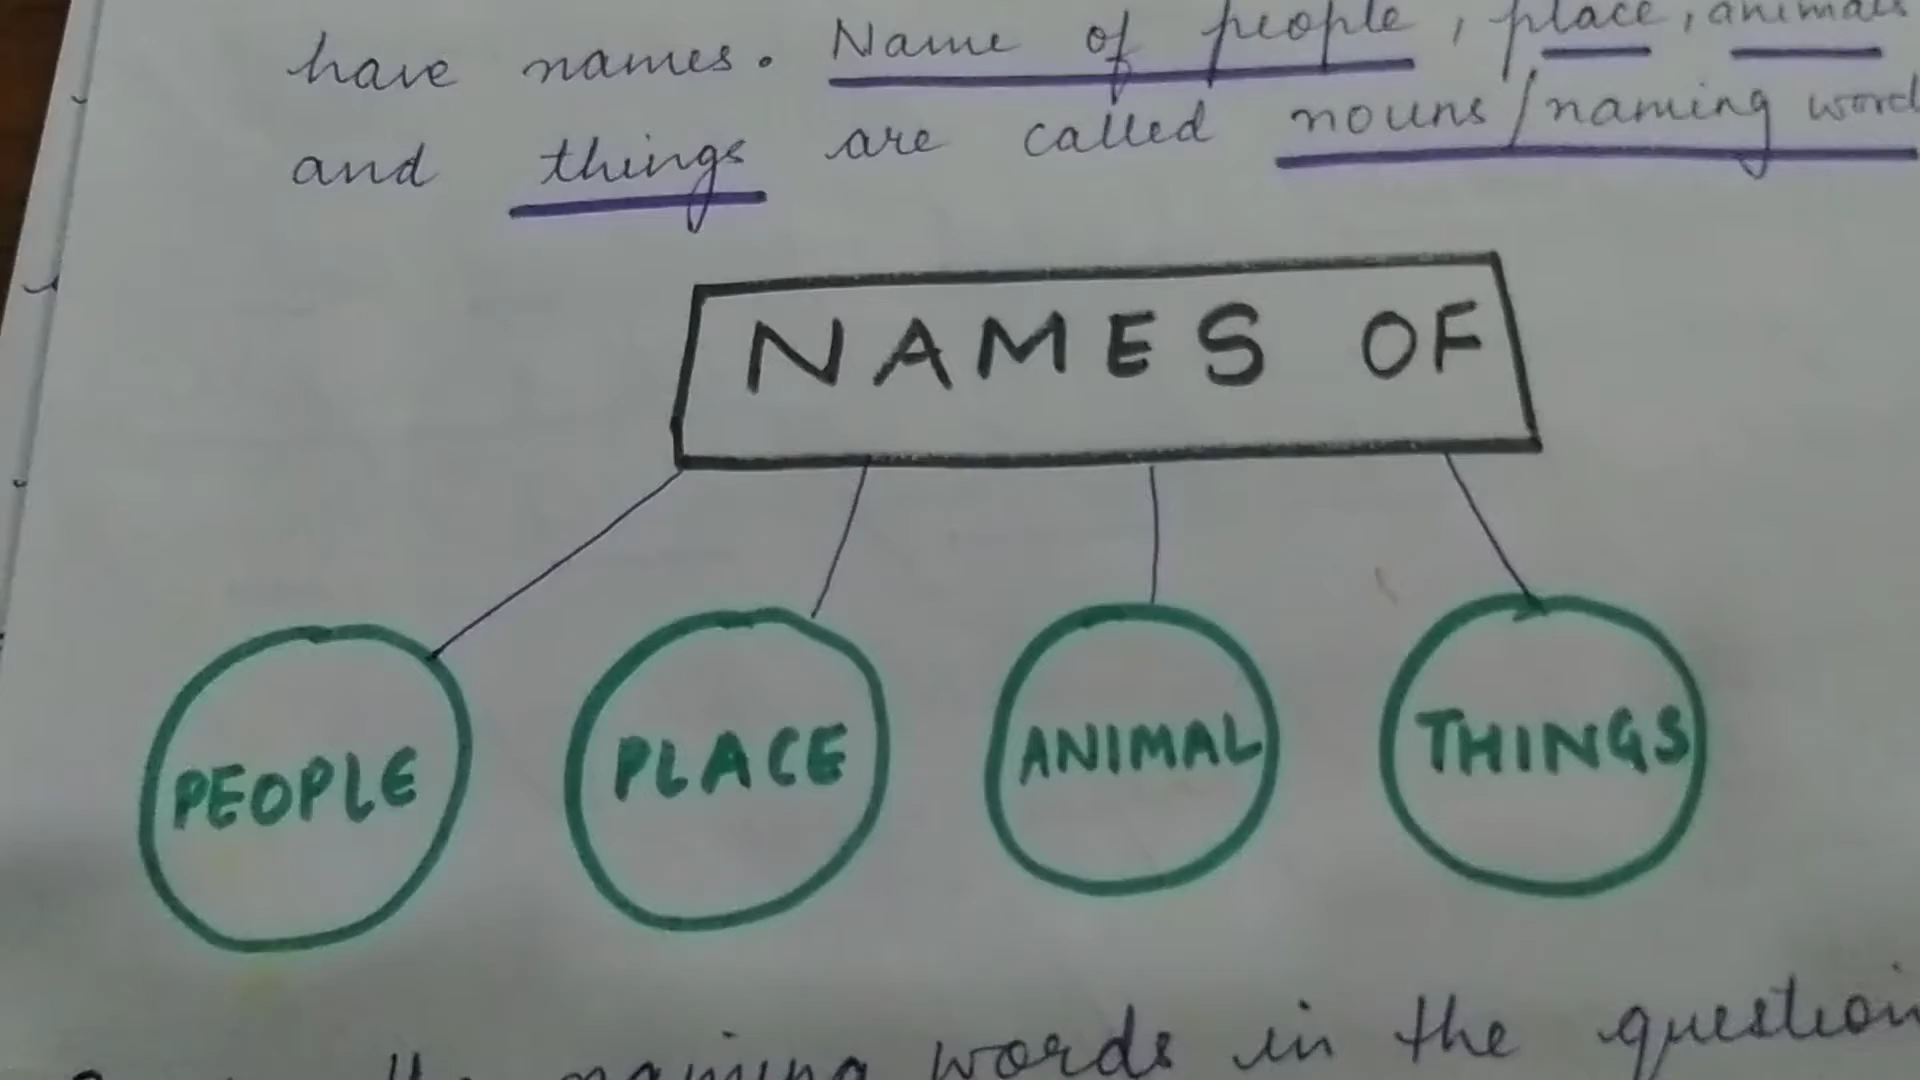 have names. Name of people, place, animals
and things are called nouns/naming word
NAMES OF
PEOPLE PLACE ANIMAL THINGS
naming words in the question